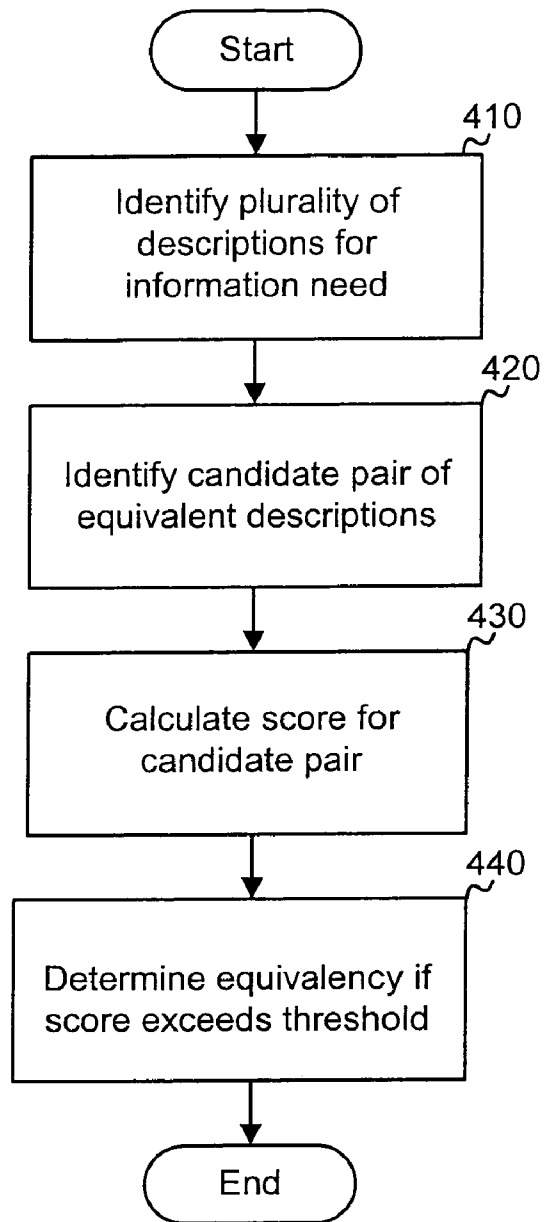 Start
410
Identify plurality of
descriptions for
information need
420
Identify candidate pair of
equivalent descriptions
430
Calculate score for
candidate pair
440
Determine equivalency if
score exceeds threshold
End